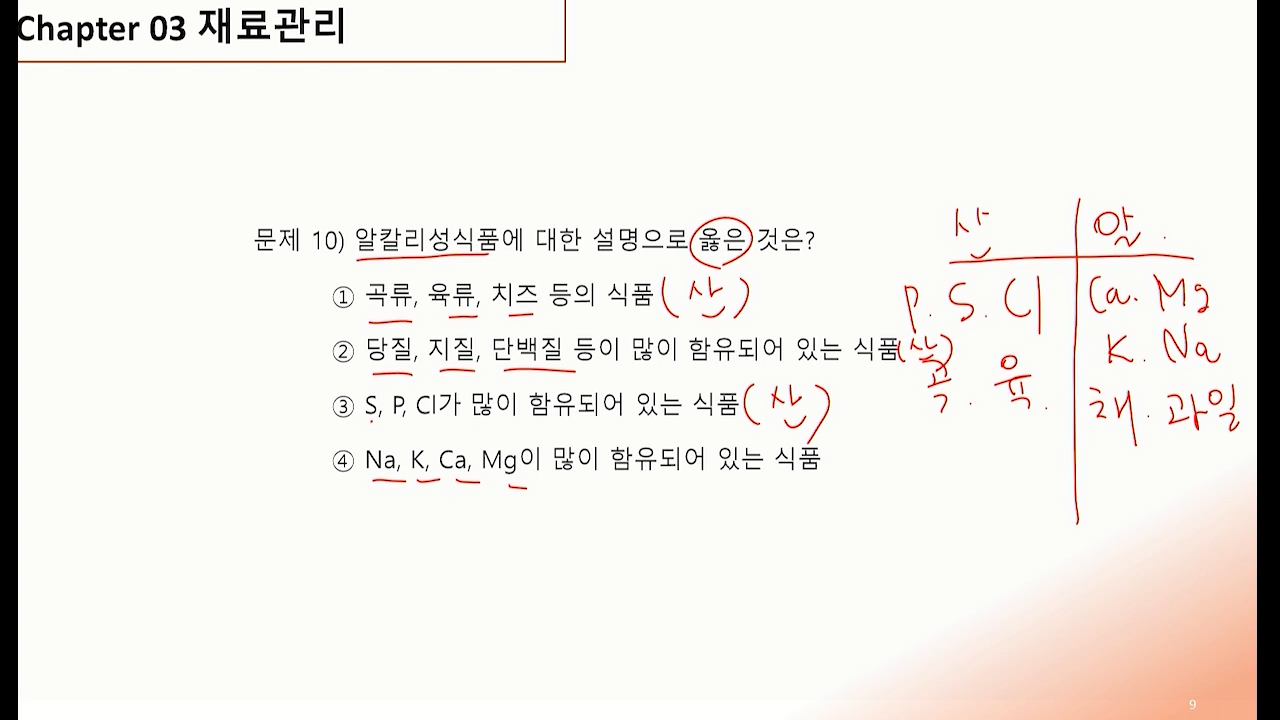 Chapter 03 재료관리
문제 10) 알칼리성식품에 대한 설명으로 옳은 것은?
① 곡류, 육류, 치즈 등의 식품 (산)
② 당질, 지질, 단백질 등이 많이 함유되어 있는 식품 (산)
③ S, P, Cl가 많이 함유되어 있는 식품 (산)
④ Na, K, Ca, Mg이 많이 함유되어 있는 식품
산 알.
P. S. Cl Ca. Mg
K. Na
곡. 육. 채. 과일
9